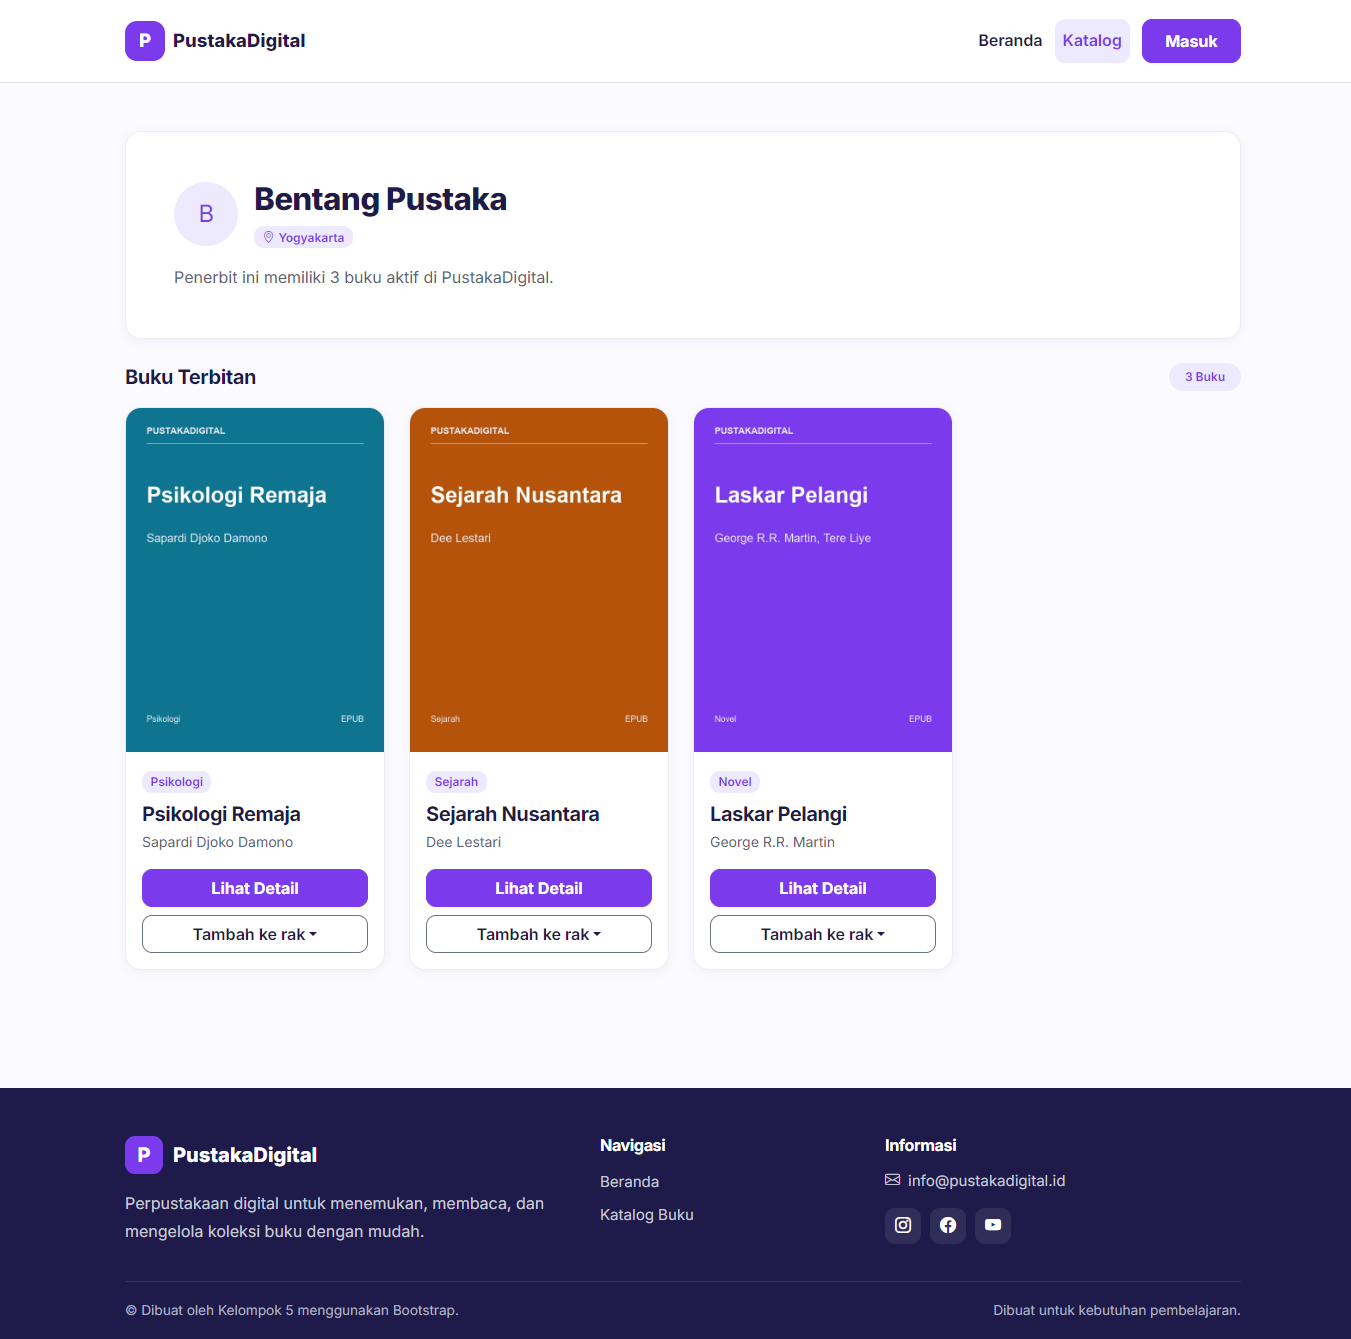 P PustakaDigital
Beranda Katalog Masuk
B
Bentang Pustaka
Yogyakarta
Penerbit ini memiliki 3 buku aktif di PustakaDigital.
Buku Terbitan
3 Buku
PUSTAKADIGITAL
Psikologi Remaja
Sapardi Djoko Damono
Psikologi EPUB
Psikologi
Psikologi Remaja
Sapardi Djoko Damono
Lihat Detail
Tambah ke rak
PUSTAKADIGITAL
Sejarah Nusantara
Dee Lestari
Sejarah EPUB
Sejarah
Sejarah Nusantara
Dee Lestari
Lihat Detail
Tambah ke rak
PUSTAKADIGITAL
Laskar Pelangi
George R.R. Martin, Tere Liye
Novel EPUB
Novel
Laskar Pelangi
George R.R. Martin
Lihat Detail
Tambah ke rak
P PustakaDigital
Perpustakaan digital untuk menemukan, membaca, dan
mengelola koleksi buku dengan mudah.
Navigasi
Beranda
Katalog Buku
Informasi
info@pustakadigital.id
© Dibuat oleh Kelompok 5 menggunakan Bootstrap.
Dibuat untuk kebutuhan pembelajaran.